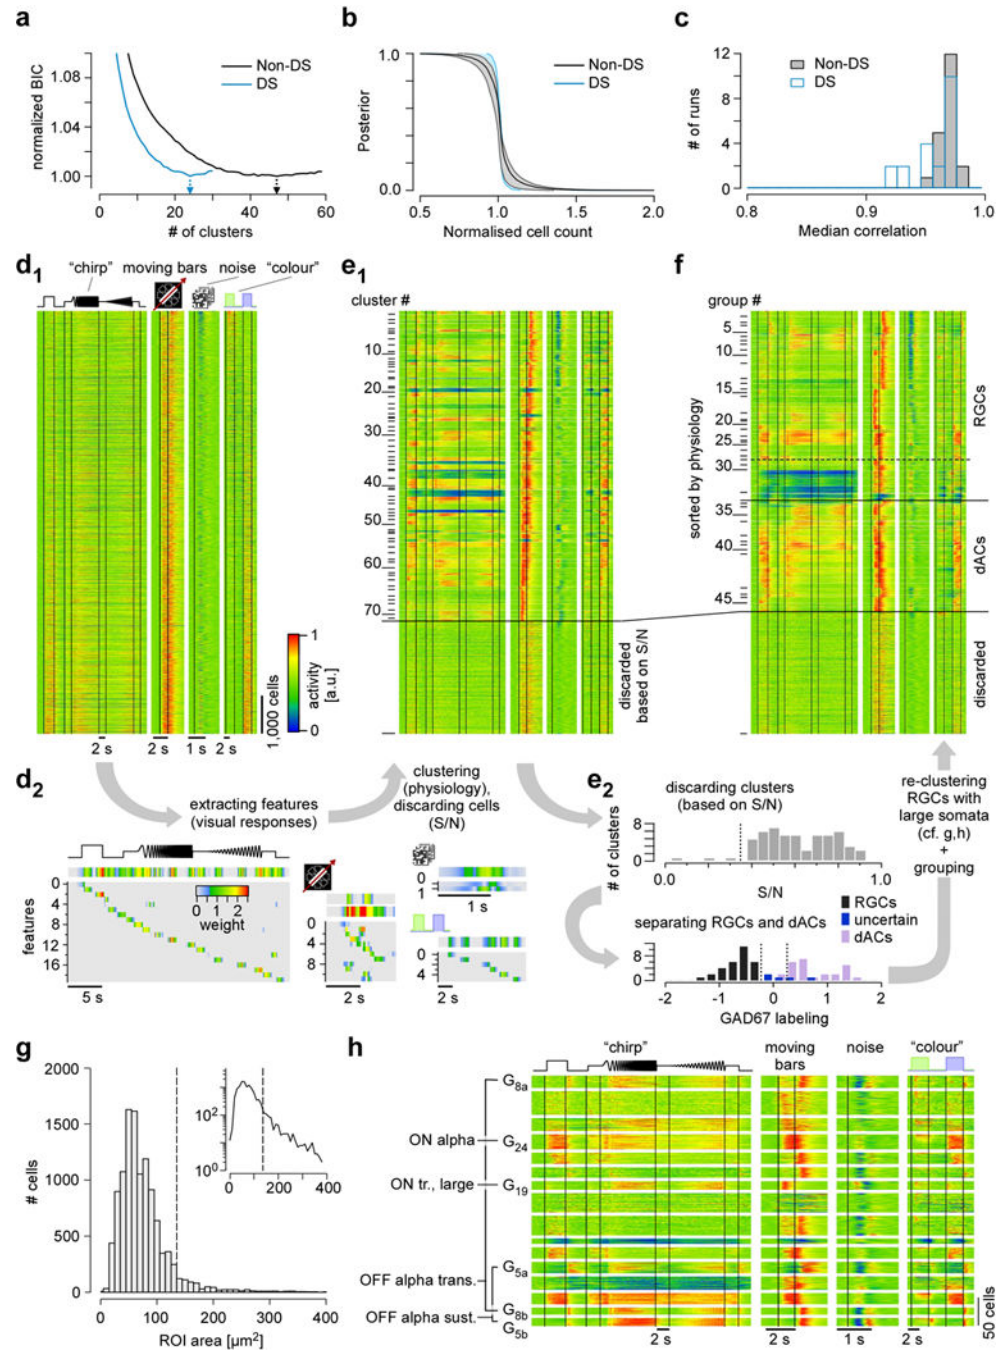 a
normalized BIC
1.08
1.04
1.00
Non-DS
DS
0
20
40
60
# of clusters
b
Posterior
1.0
0.0
Non-DS
DS
0.5
1.0
1.5
2.0
Normalised cell count
c
# of runs
12
8
4
0
Non-DS
DS
0.8
0.9
1.0
Median correlation
d1
"chirp"
moving bars
noise
"colour"
1
activity
[a.u.]
0
1,000 cells
2 s
2 s
1 s
2 s
e1
cluster #
10
20
30
40
50
60
70
discarded
based on S/N
f
group #
5
10
15
20
25
30
35
40
45
sorted by physiology
RGCs
dACs
discarded
d2
extracting features
(visual responses)
clustering
(physiology),
discarding cells
(S/N)
features
0
4
8
12
16
0
2
weight
5 s
0
4
8
2 s
0
1
1 s
0
4
2 s
e2
discarding clusters
(based on S/N)
# of clusters
8
0
0.0
1.0
S/N
separating RGCs and dACs
RGCs
uncertain
dACs
8
0
-2
-1
0
1
2
GAD67 labeling
re-clustering
RGCs with
large somata
(cf. g,h)
+
grouping
g
# cells
2000
1500
1000
500
0
0
100
200
300
400
ROI area [µm²]
10²
10⁰
0
200
400
h
"chirp"
moving
bars
noise
"colour"
G8a
ON alpha
G24
ON tr., large
G19
G5a
OFF alpha trans.
G8b
OFF alpha sust.
G5b
2 s
2 s
1 s
2 s
50 cells